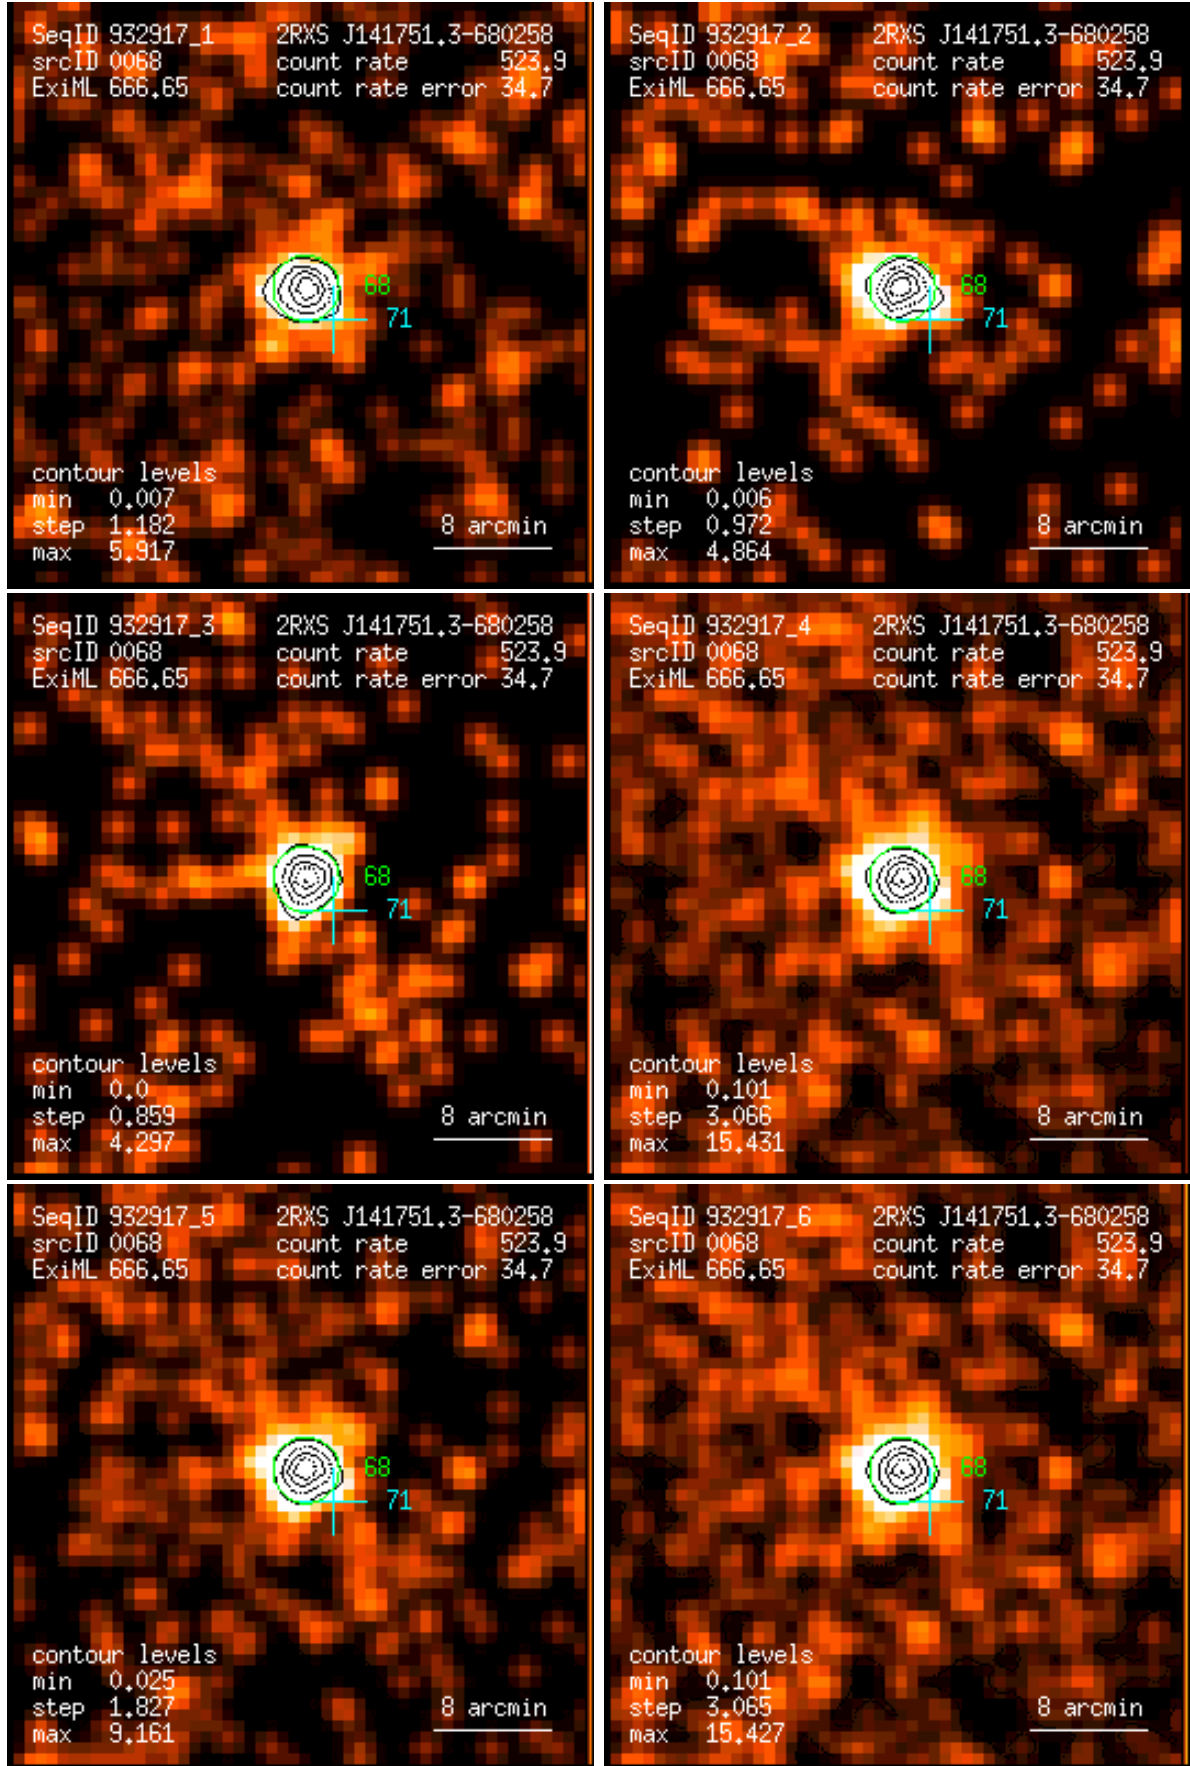 SeqID 932917_1 2RXS J141751.3-680258
srcID 0068 count rate 523.9
ExiML 666.65 count rate error 34.7
68
71
contour levels
min 0.007
step 1.182 8 arcmin
max 5.917
SeqID 932917_2 2RXS J141751.3-680258
srcID 0068 count rate 523.9
ExiML 666.65 count rate error 34.7
68
71
contour levels
min 0.006
step 0.972 8 arcmin
max 4.864
SeqID 932917_3 2RXS J141751.3-680258
srcID 0068 count rate 523.9
ExiML 666.65 count rate error 34.7
68
71
contour levels
min 0.0
step 0.859 8 arcmin
max 4.297
SeqID 932917_4 2RXS J141751.3-680258
srcID 0068 count rate 523.9
ExiML 666.65 count rate error 34.7
68
71
contour levels
min 0.101
step 3.066 8 arcmin
max 15.431
SeqID 932917_5 2RXS J141751.3-680258
srcID 0068 count rate 523.9
ExiML 666.65 count rate error 34.7
68
71
contour levels
min 0.025
step 1.827 8 arcmin
max 9.161
SeqID 932917_6 2RXS J141751.3-680258
srcID 0068 count rate 523.9
ExiML 666.65 count rate error 34.7
68
71
contour levels
min 0.101
step 3.065 8 arcmin
max 15.427